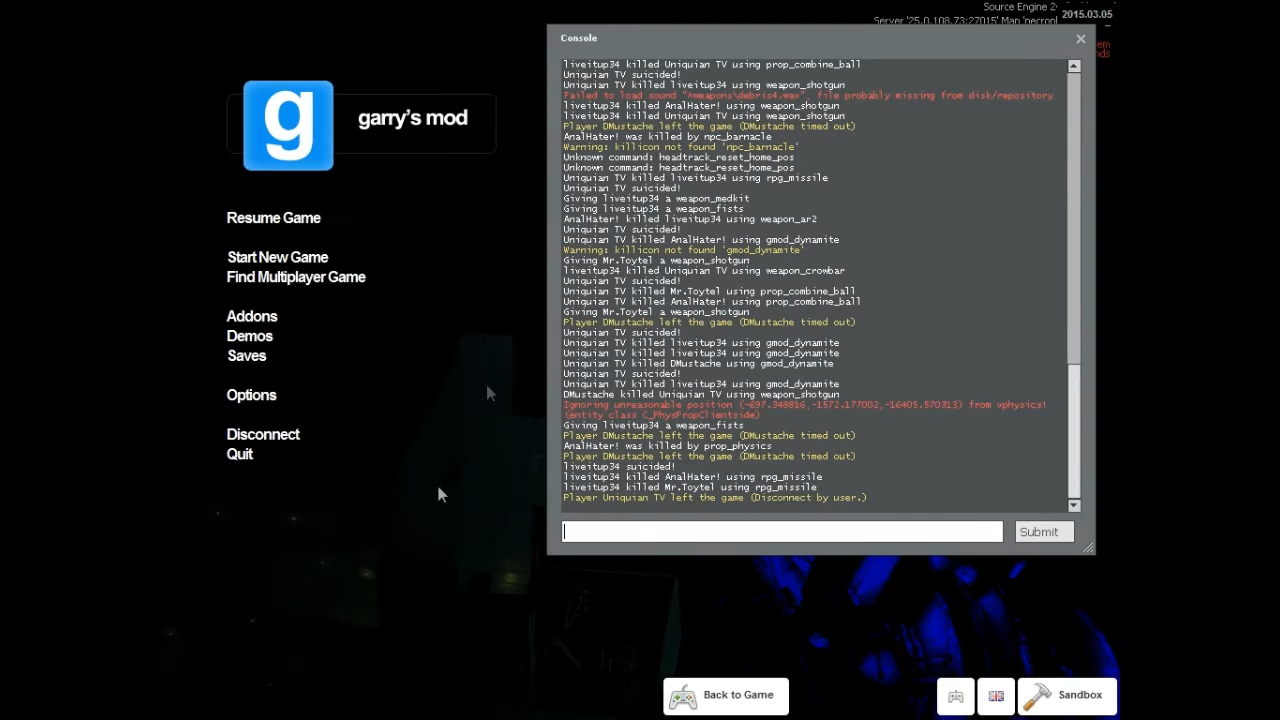 Source Engine 2
2015.03.05
Server '25.0.108.73:27015' Map 'necropl
Console
liveitup34 killed Uniquian TV using prop_combine_ball
Uniquian TV suicided!
Uniquian TV killed liveitup34 using weapon_shotgun
Failed to load sound "^weapons\debris4.wav", file probably missing from disk/repository
liveitup34 killed AnalHater! using weapon_shotgun
liveitup34 killed Uniquian TV using weapon_shotgun
Player DMustache left the game (DMustache timed out)
AnalHater! was killed by npc_barnacle
Warning: killicon not found 'npc_barnacle'
Unknown command: headtrack_reset_home_pos
Unknown command: headtrack_reset_home_pos
Uniquian TV killed liveitup34 using rpg_missile
Uniquian TV suicided!
Giving liveitup34 a weapon_medkit
Giving liveitup34 a weapon_fists
AnalHater! killed liveitup34 using weapon_ar2
Uniquian TV suicided!
Uniquian TV killed AnalHater! using gmod_dynamite
Warning: killicon not found 'gmod_dynamite'
Giving Mr.Toytel a weapon_shotgun
liveitup34 killed Uniquian TV using weapon_crowbar
Uniquian TV suicided!
Uniquian TV killed Mr.Toytel using prop_combine_ball
Uniquian TV killed AnalHater! using prop_combine_ball
Giving Mr.Toytel a weapon_shotgun
Player DMustache left the game (DMustache timed out)
Uniquian TV suicided!
Uniquian TV killed liveitup34 using gmod_dynamite
Uniquian TV killed liveitup34 using gmod_dynamite
Uniquian TV killed DMustache using gmod_dynamite
Uniquian TV suicided!
Uniquian TV killed liveitup34 using gmod_dynamite
DMustache killed Uniquian TV using weapon_shotgun
Ignoring unreasonable position (-697.348816,-1572.177002,-16405.570313) from vphysics!
(entity class C_PhysPropClientside)
Giving liveitup34 a weapon_fists
Player DMustache left the game (DMustache timed out)
AnalHater! was killed by prop_physics
Player DMustache left the game (DMustache timed out)
liveitup34 suicided!
liveitup34 killed AnalHater! using rpg_missile
liveitup34 killed Mr.Toytel using rpg_missile
Player Uniquian TV left the game (Disconnect by user.)
Submit
g
garry's mod
Resume Game
Start New Game
Find Multiplayer Game
Addons
Demos
Saves
Options
Disconnect
Quit
Back to Game
Sandbox